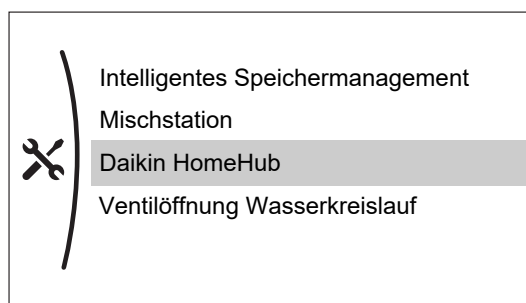 Intelligentes Speichermanagement
Mischstation
Daikin HomeHub
Ventilöffnung Wasserkreislauf